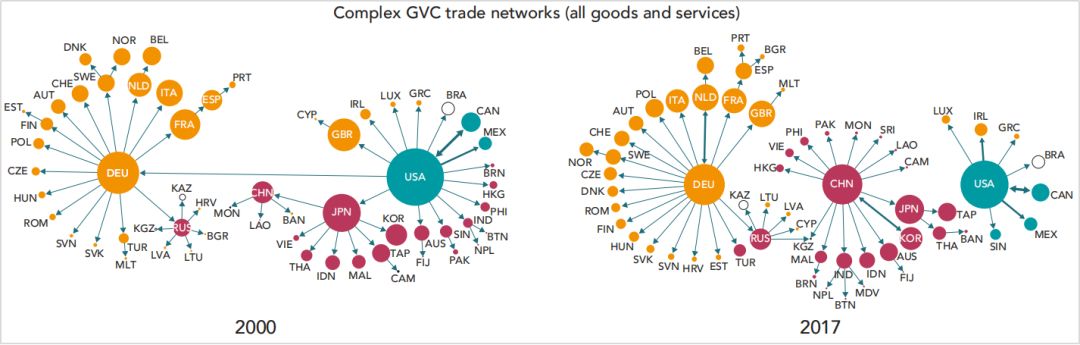 Complex GVC trade networks (all goods and services)
DNK
NOR
BEL
CHE
SWE
NLD
ITA
PRT
AUT
ESP
EST
FIN
FRA
POL
CZE
DEU
HUN
ROM
KAZ
HRV
SVN
SVK
TUR
MLT
KGZ
RUS
BGR
LVA
LTU
CYP
IRL
LUX
GRC
BRA
CAN
GBR
MEX
USA
BRN
HKG
CHN
MON
LAO
BAN
JPN
PHI
IND
BTN
NPL
VIE
KOR
AUS
SIN
PAK
THA
IDN
MAL
TAP
CAM
FIJ
2000
PRT
BGR
BEL
ESP
MLT
POL
ITA
NLD
FRA
GBR
AUT
CHE
SWE
NOR
CZE
DNK
DEU
ROM
FIN
HUN
SVK
SVN
HRV
EST
TUR
KAZ
LTU
LVA
CYP
RUS
KGZ
PHI
PAK
MON
SRI
VIE
LAO
HKG
CAM
CHN
JPN
TAP
KOR
THA
BAN
MAL
BRN
NPL
IND
BTN
MDV
IDN
AUS
FIJ
LUX
IRL
GRC
BRA
USA
CAN
SIN
MEX
2017